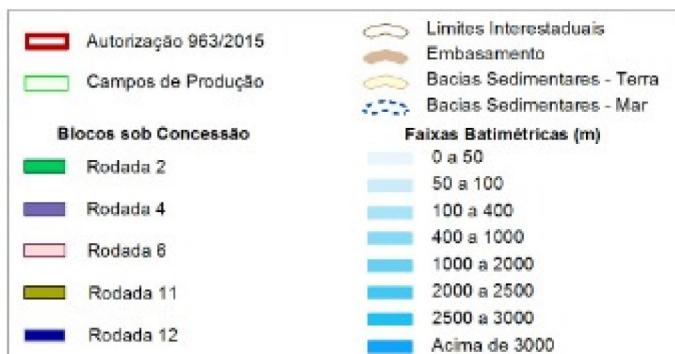 Autorização 963/2015
Campos de Produção
Blocos sob Concessão
Rodada 2
Rodada 4
Rodada 6
Rodada 11
Rodada 12
Limites Interestaduais
Embasamento
Bacias Sedimentares - Terra
Bacias Sedimentares - Mar
Faixas Batimétricas (m)
0 a 50
50 a 100
100 a 400
400 a 1000
1000 a 2000
2000 a 2500
2500 a 3000
Acima de 3000